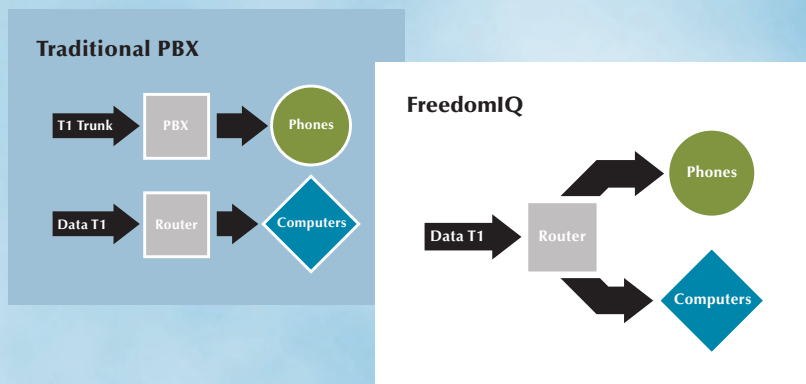 Traditional PBX
T1 Trunk
PBX
Phones
Data T1
Router
Computers
FreedomIQ
Data T1
Router
Phones
Computers